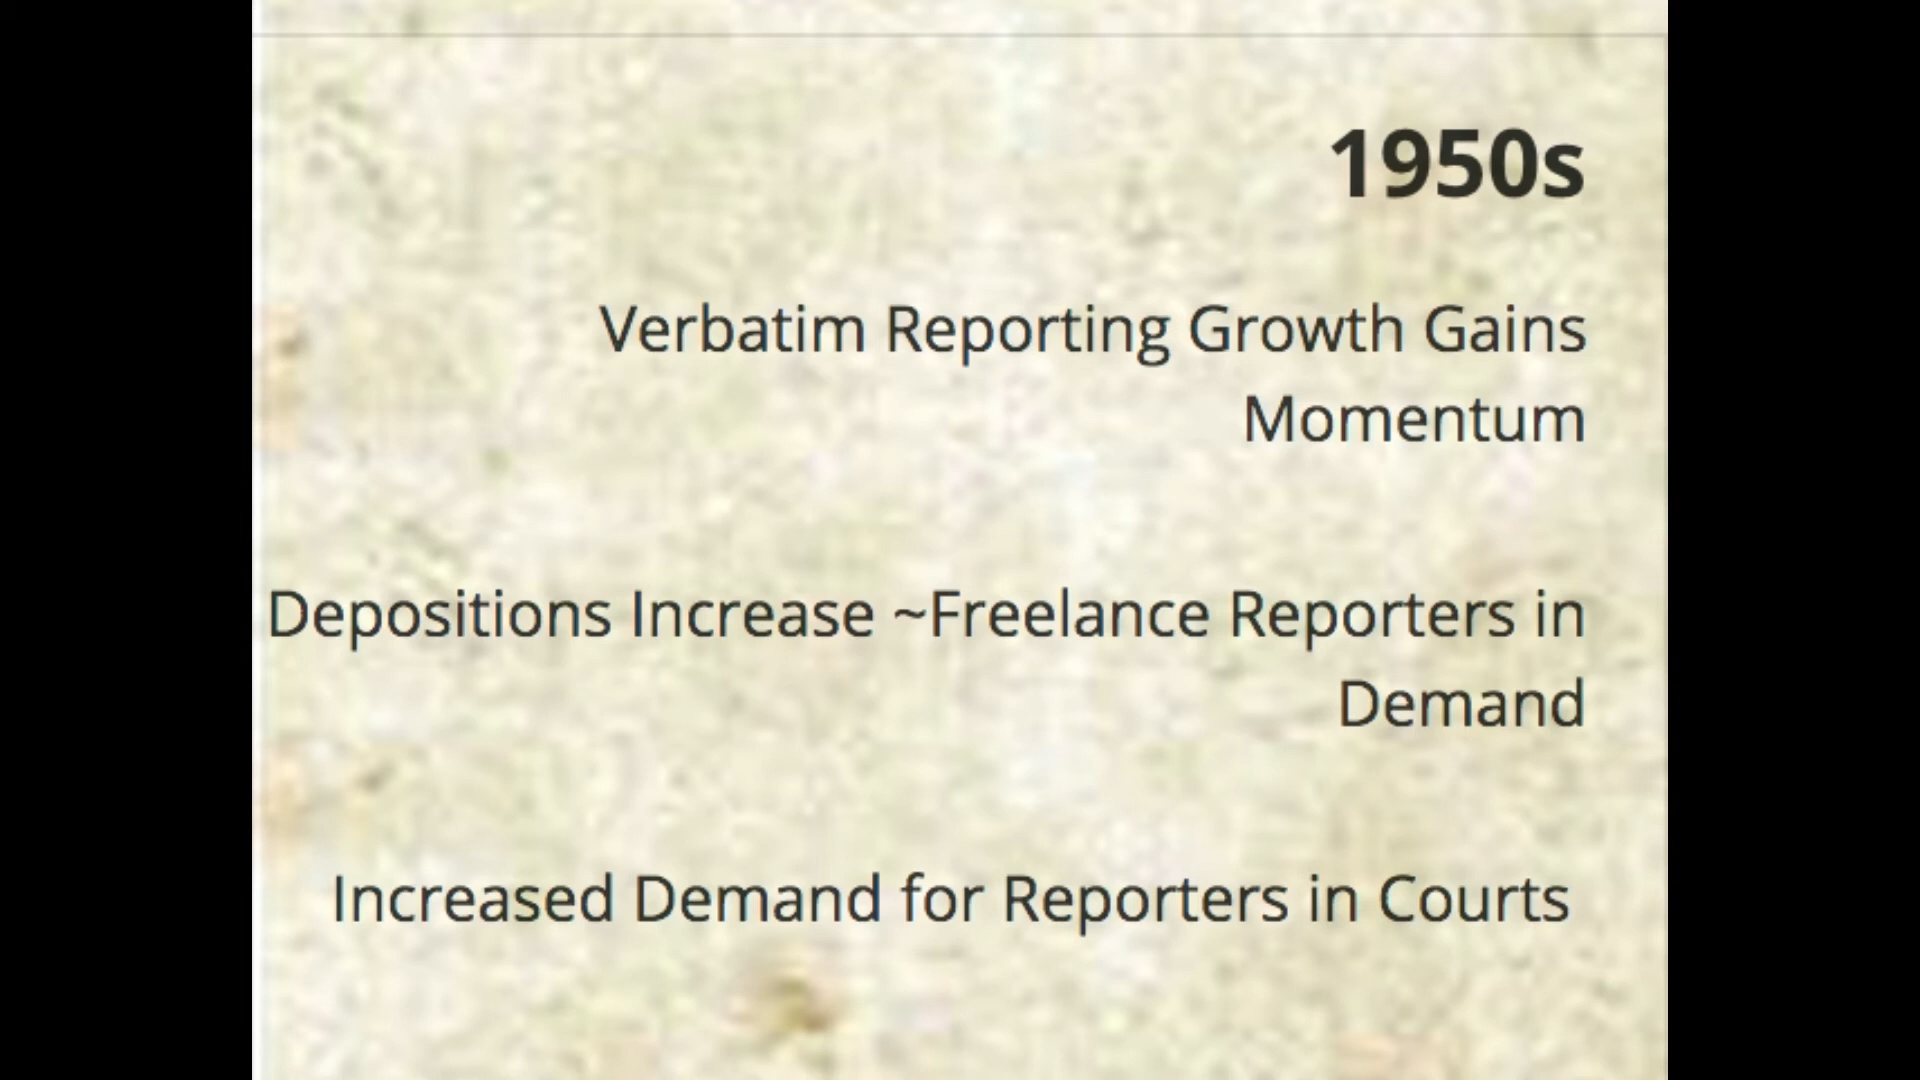 1950s
Verbatim Reporting Growth Gains
Momentum
Depositions Increase ~Freelance Reporters in
Demand
Increased Demand for Reporters in Courts